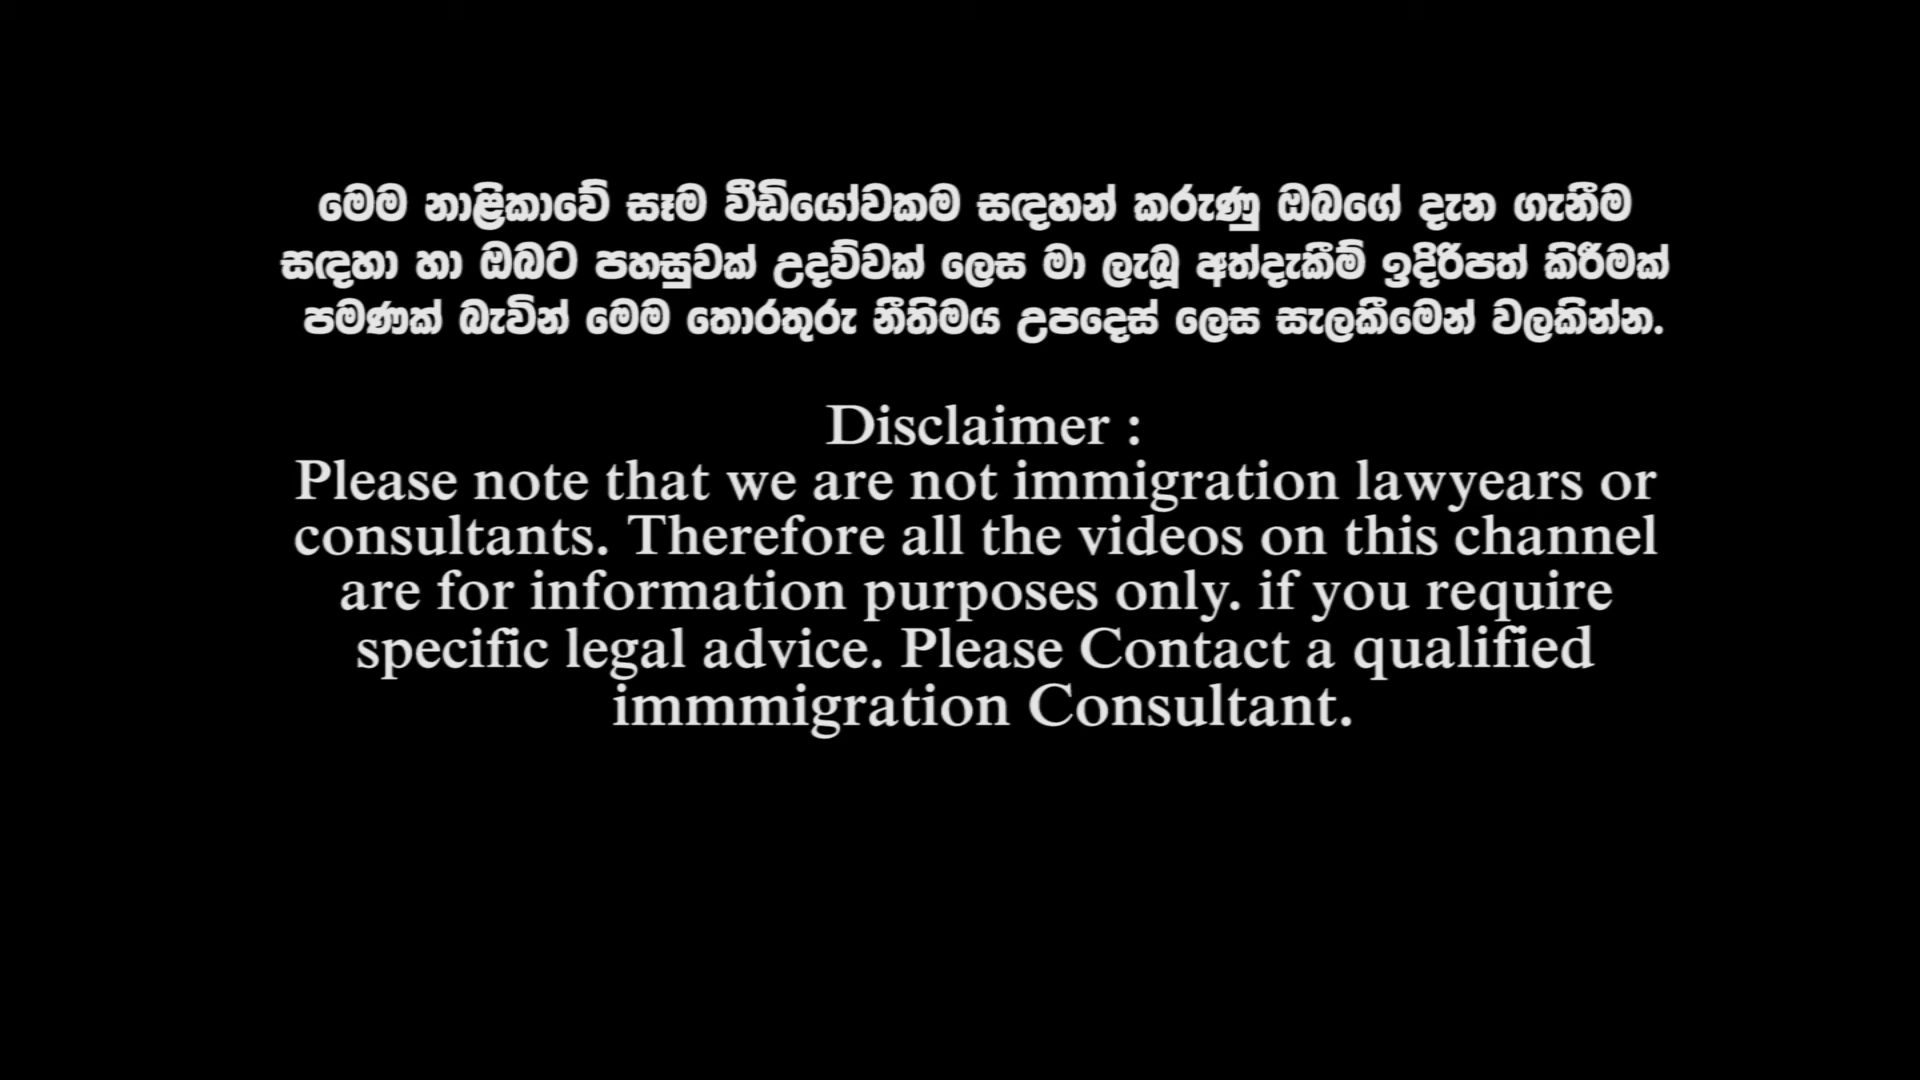 මෙම නාළිකාවේ සෑම වීඩියෝවකම සඳහන් කරුණු ඔබගේ දැන ගැනීම
සඳහා හා ඔබට පහසුවක් උදව්වක් ලෙස මා ලැබූ අත්දැකීම් ඉදිරිපත් කිරීමක්
පමණක් බැවින් මෙම තොරතුරු නීතිමය උපදෙස් ලෙස සැලකීමෙන් වලකින්න.
Disclaimer :
Please note that we are not immigration lawyears or
consultants. Therefore all the videos on this channel
are for information purposes only. if you require
specific legal advice. Please Contact a qualified
immmigration Consultant.